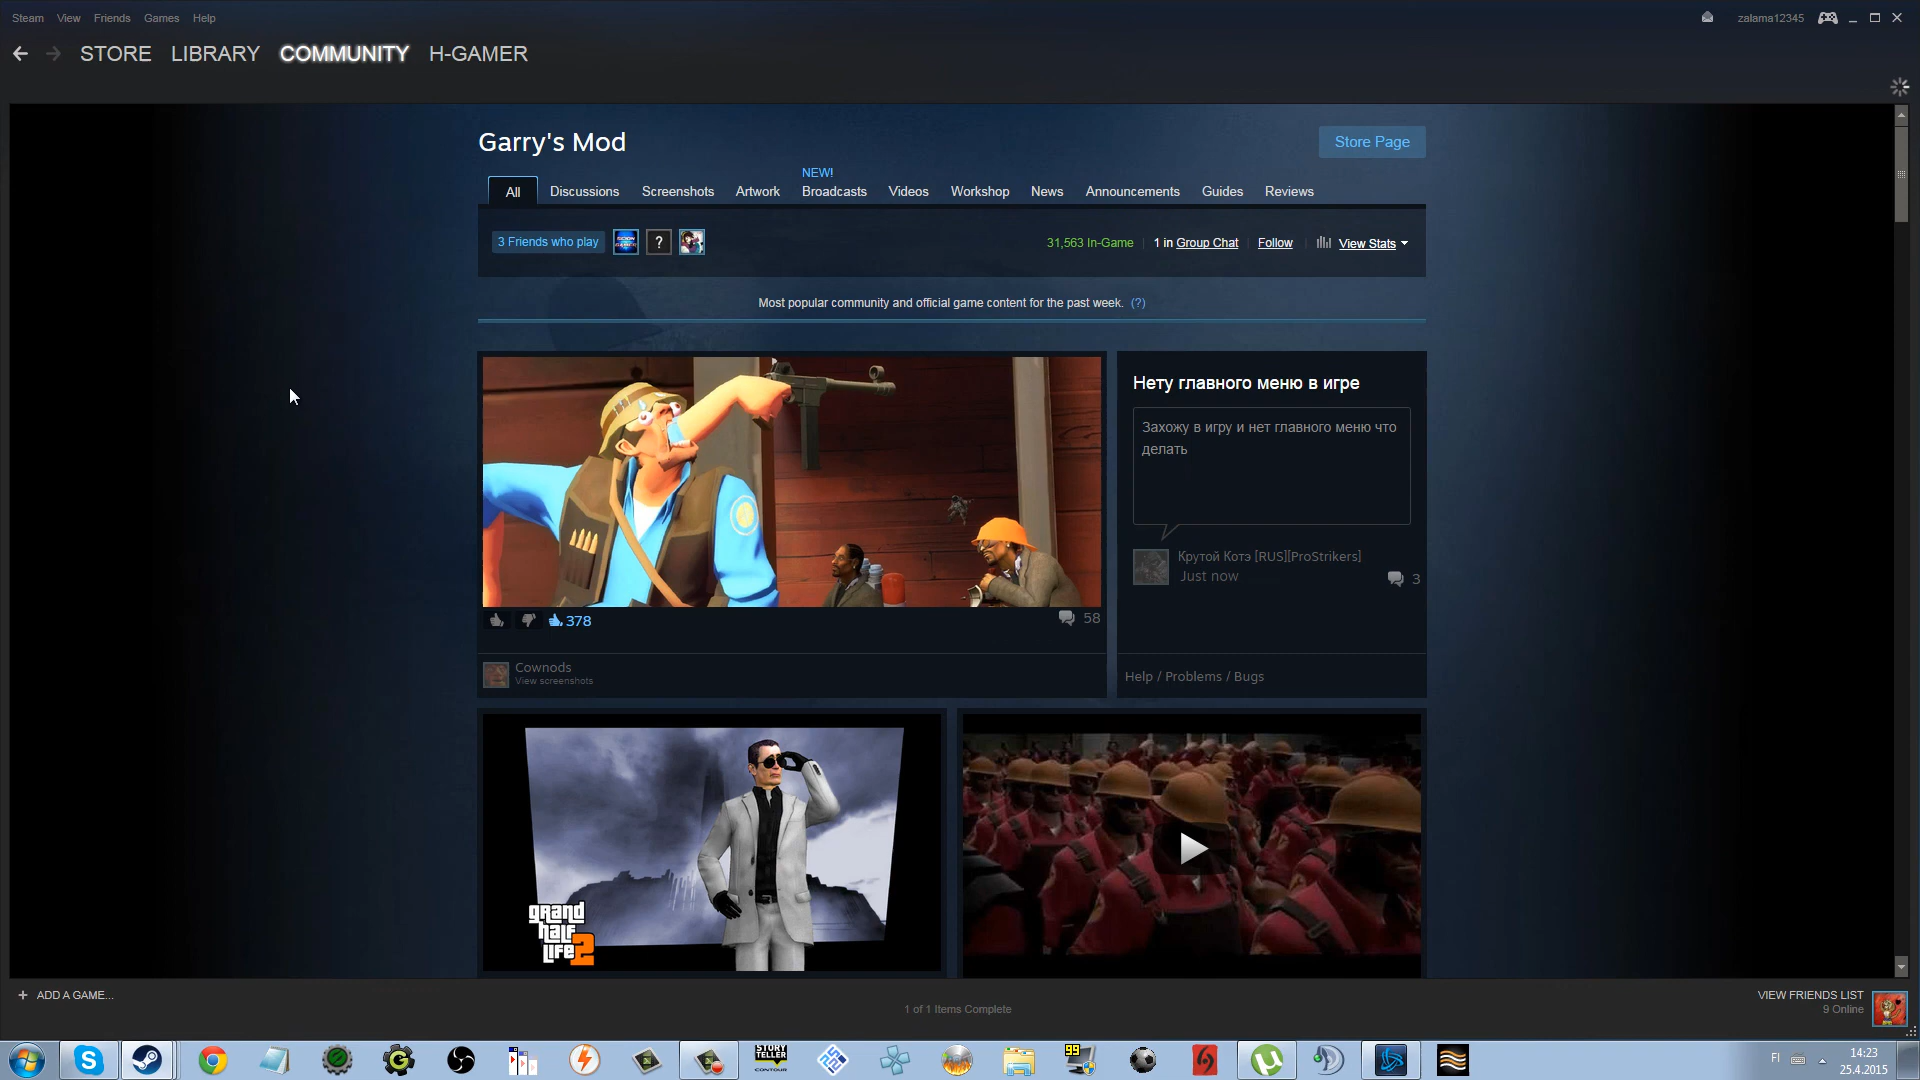 Steam View Friends Games Help
zalama12345
STORE LIBRARY COMMUNITY H-GAMER
Garry's Mod
Store Page
NEW!
All Discussions Screenshots Artwork Broadcasts Videos Workshop News Announcements Guides Reviews
3 Friends who play
?
31,563 In-Game
1 in Group Chat
Follow
View Stats
Most popular community and official game content for the past week. (?)
Нету главного меню в игре
Захожу в игру и нет главного меню что
делать
Крутой Котэ [RUS][ProStrikers]
Just now
3
378
58
Cownods
View screenshots
Help / Problems / Bugs
grand
half
life 2
+ ADD A GAME...
1 of 1 Items Complete
VIEW FRIENDS LIST
9 Online
STORY
TELLER
CONTOUR
99
FI
14:23
25.4.2015